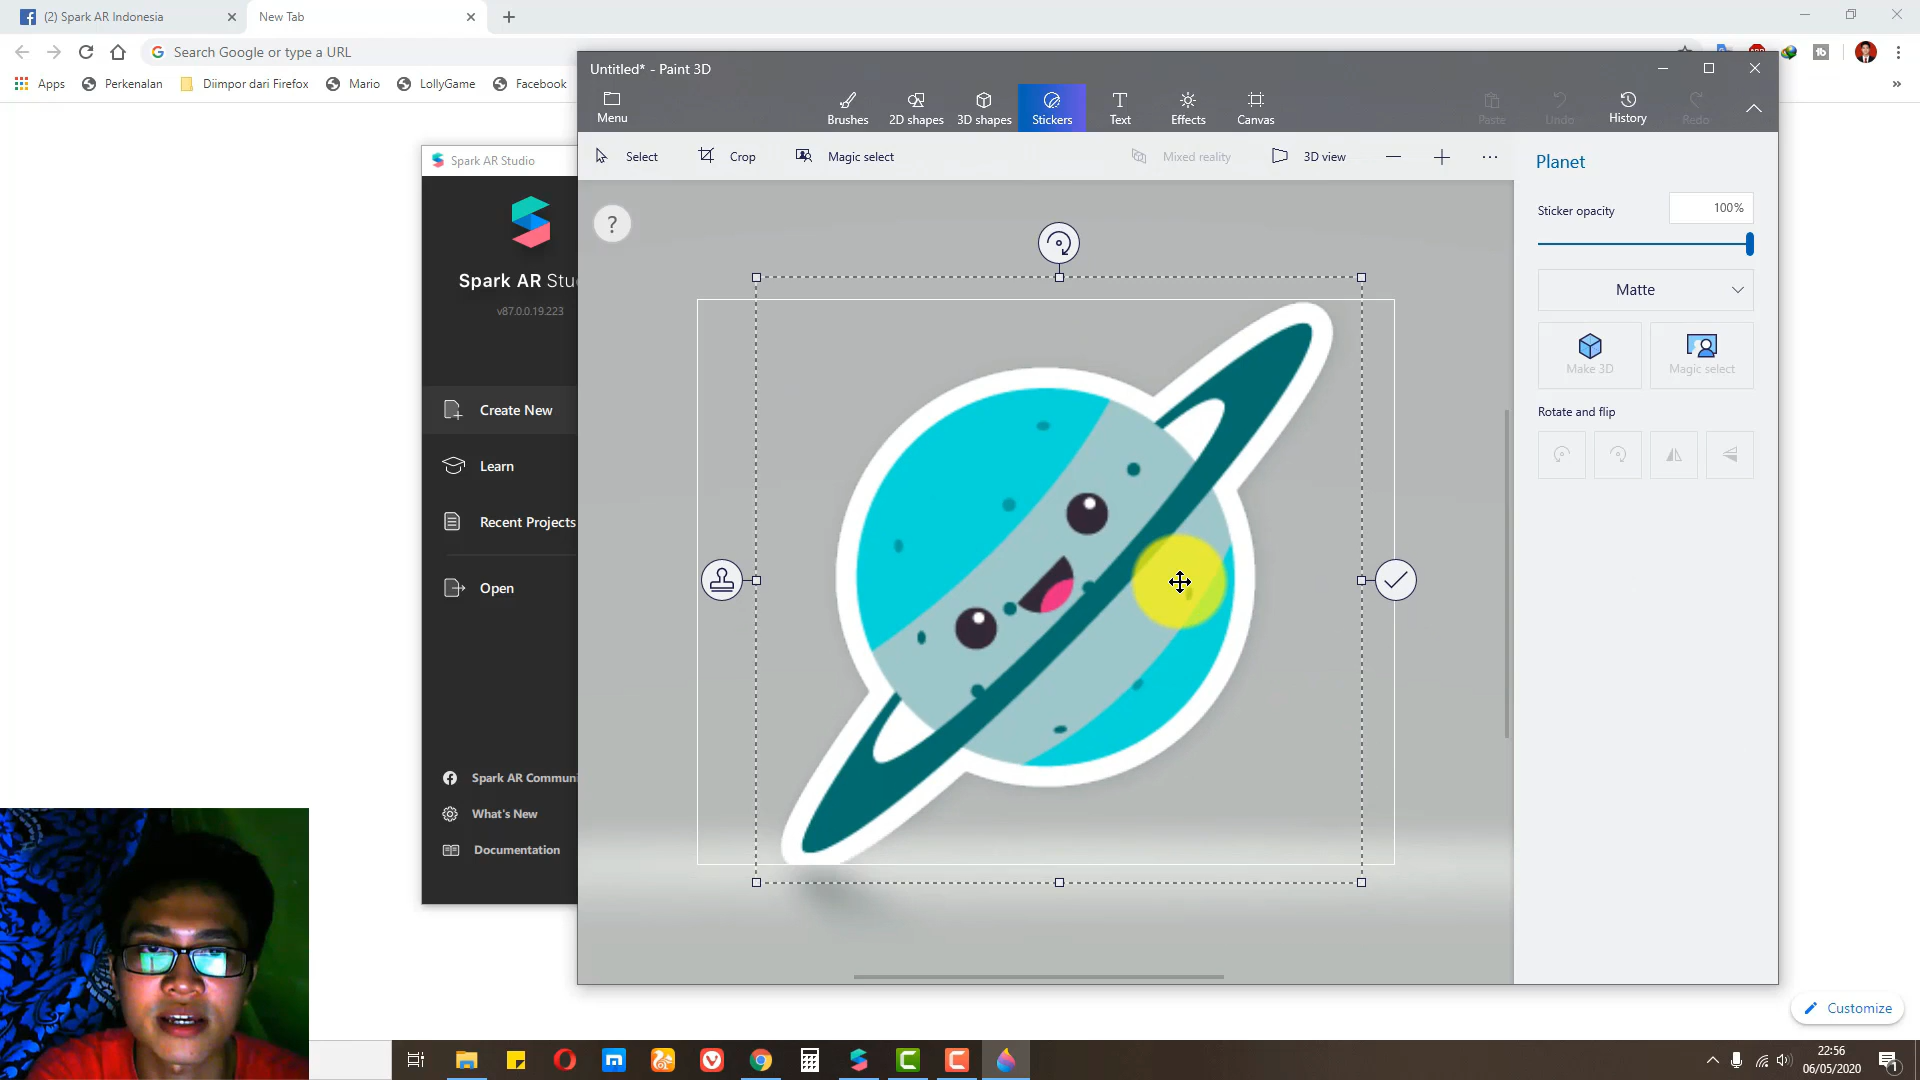 (2) Spark AR Indonesia
New Tab
Search Google or type a URL
Apps
Perkenalan
Diimpor dari Firefox
Mario
LollyGame
Facebook
»
Untitled* - Paint 3D
Menu
Brushes
2D shapes
3D shapes
Stickers
Text
Effects
Canvas
Paste
Undo
History
Redo
Select
Crop
Magic select
Mixed reality
3D view
Planet
Sticker opacity
100%
Matte
Make 3D
Magic select
Rotate and flip
?
Spark AR Studio
Spark AR Stu
v87.0.0.19.223
Create New
Learn
Recent Projects
Open
Spark AR Communi
What's New
Documentation
Customize
22:56
06/05/2020
1